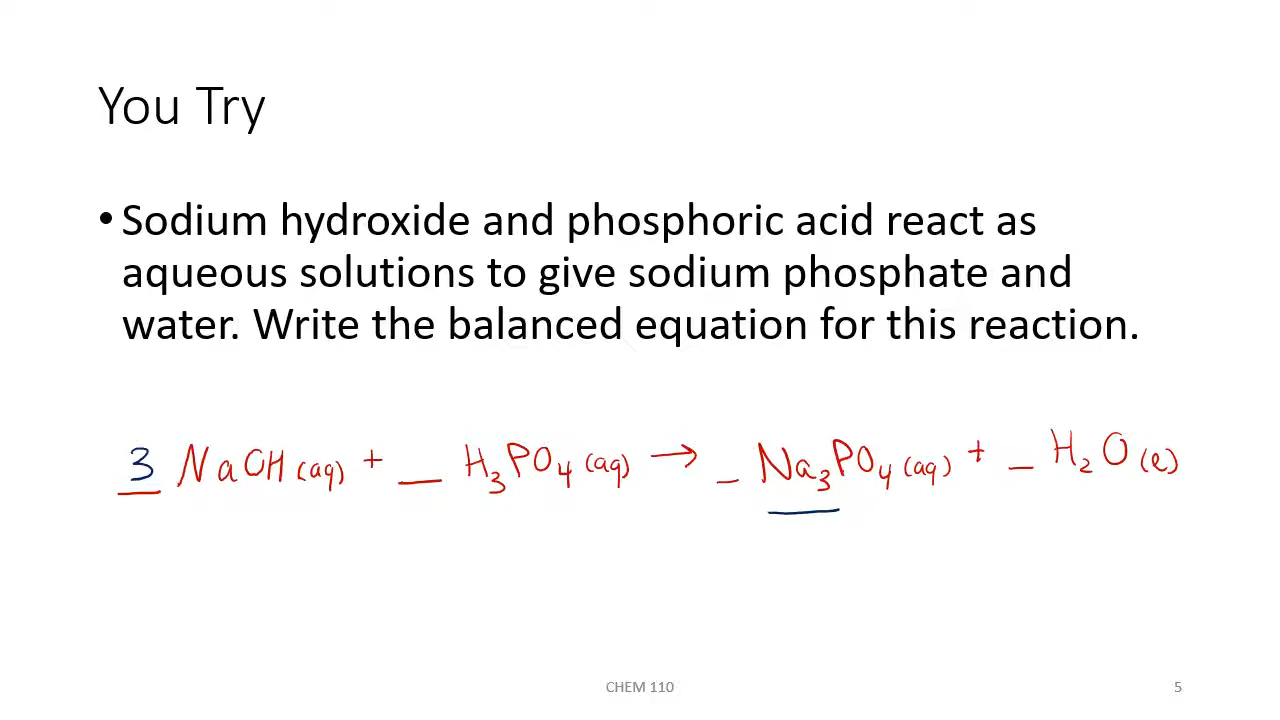 You Try
• Sodium hydroxide and phosphoric acid react as
aqueous solutions to give sodium phosphate and
water. Write the balanced equation for this reaction.
3 NaOH (aq) + _ H₃PO₄ (aq) → _ Na₃PO₄ (aq) + _ H₂O (l)
CHEM 110
5